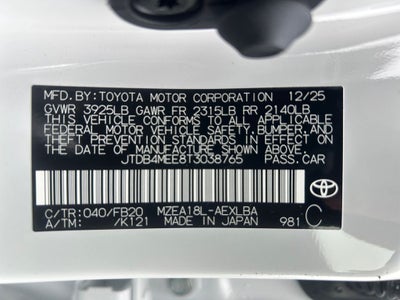 MFD.BY:TOYOTA MOTOR CORPORATION 12/25
GVWR 3925LB GAWR FR 2315LB RR 2140LB
THIS VEHICLE CONFORMS TO ALL APPLICABLE
FEDERAL MOTOR VEHICLE SAFETY,BUMPER,AND
THEFT PREVENTION STANDARDS IN EFFECT ON
THE DATE OF MANUFACTURE SHOWN ABOVE.
JTDB4MEE8T3038765 PASS.CAR
TOYOTA
C/TR:040/FB20 MZEA18L-AEXLBA
A/TM: /K121 MADE IN JAPAN 981 C